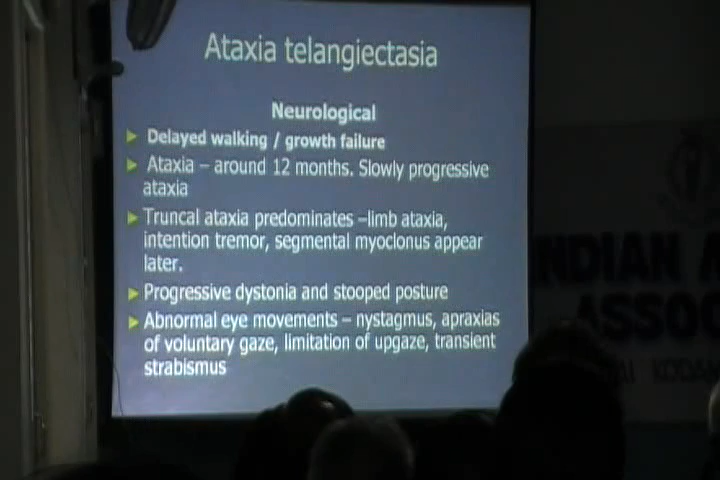 Ataxia telangiectasia
Neurological
Delayed walking / growth failure
Ataxia – around 12 months. Slowly progressive
ataxia
Truncal ataxia predominates –limb ataxia,
intention tremor, segmental myoclonus appear
later.
Progressive dystonia and stooped posture
Abnormal eye movements – nystagmus, apraxias
of voluntary gaze, limitation of upgaze, transient
strabismus
INDIAN A
ASSOC